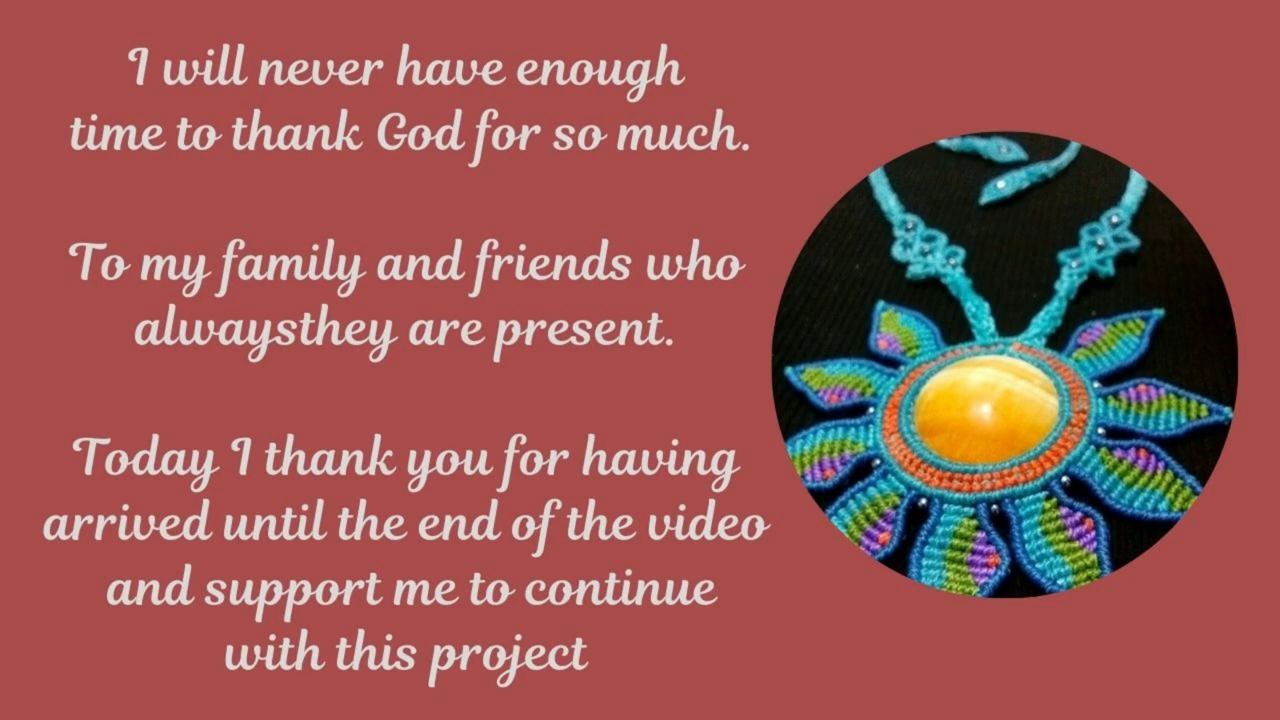 I will never have enough
time to thank God for so much.
To my family and friends who
alwaysthey are present.
Today I thank you for having
arrived until the end of the video
and support me to continue
with this project